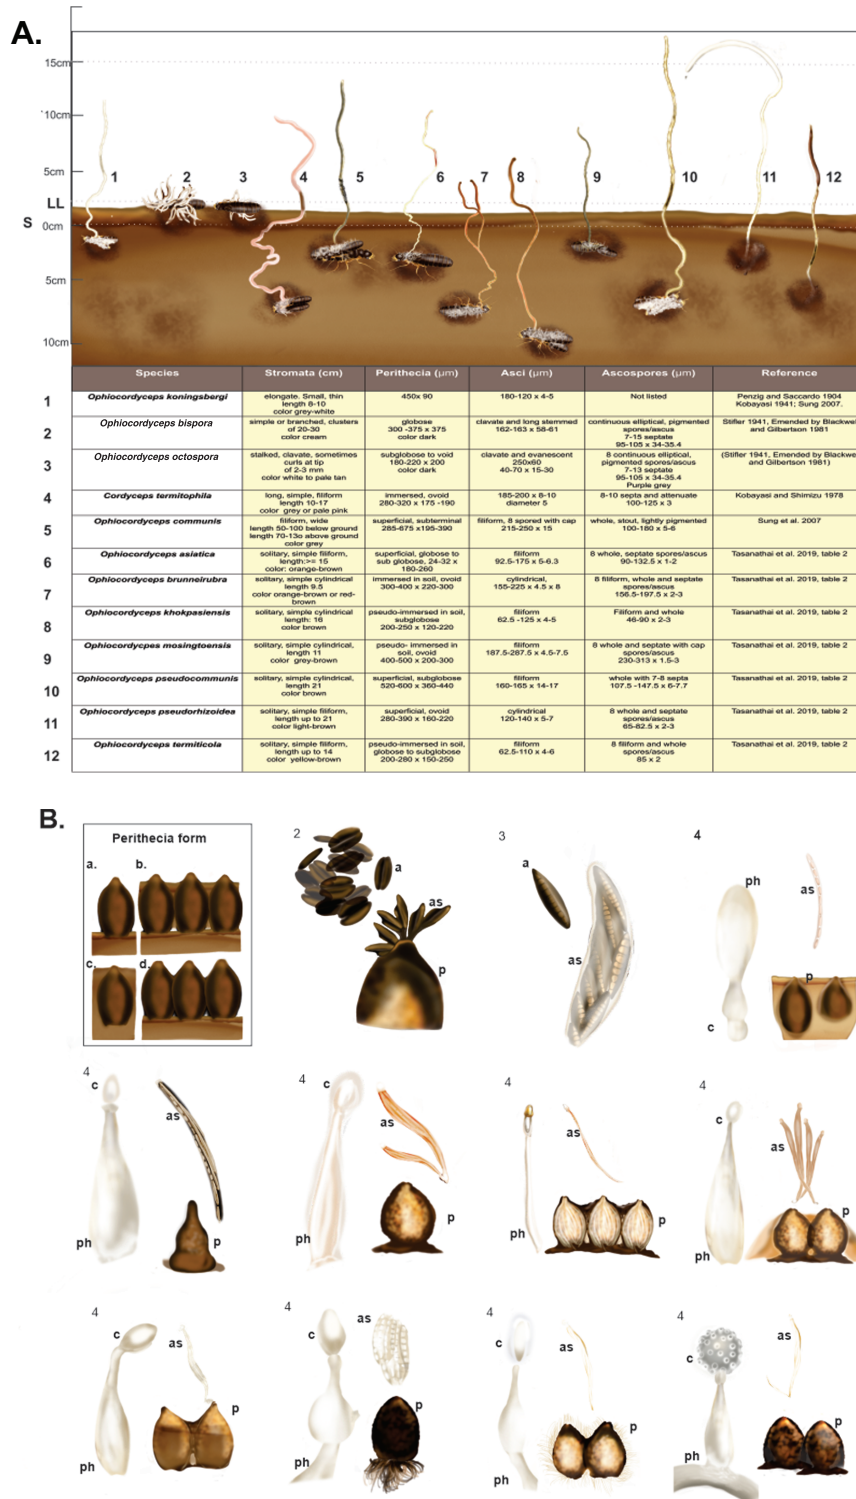 A.
15cm
10cm
5cm
LL
S
0cm
5cm
10cm
1
2
3
4
5
6
7
8
9
10
11
12
Species Stromata (cm) Perithecia (µm) Asci (µm) Ascospores (µm) Reference
1 Ophiocordyceps koningsbergi
elongate. Small, thin
length 8-10
color grey-white
450x 90
180-120 x 4-5
Not listed
Penzig and Saccardo 1904
Kobayasi 1941; Sung 2007.
2 Ophiocordyceps bispora
simple or branched, clusters
of 20-30
color cream
globose
300 -375 x 375
color dark
clavate and long stemmed
162-163 x 58-61
continuous elliptical, pigmented
spores/ascus
7-15 septate
95-105 x 34-35.4
Stifler 1941, Emended by Blackwe
and Gilbertson 1981
3 Ophiocordyceps octospora
stalked, clavate, sometimes
curls at tip
of 2-3 mm
color white to pale tan
subglobose to void
180-220 x 200
color dark
clavate and evanescent
250x60
40-70 x 15-30
8 continuous elliptical,
pigmented spores/ascus
7-13 septate
95-105 x 34-35.4
Purple grey
(Stifler 1941, Emended by Blackwe
and Gilbertson 1981)
4 Cordyceps termitophila
long, simple, filiform
length 10-17
color grey or pale pink
immersed, ovoid
280-320 x 175 -190
185-200 x 8-10
diameter 5
8-10 septa and attenuate
100-125 x 3
Kobayasi and Shimizu 1978
5 Ophiocordyceps communis
filiform, wide
length 50-100 below ground
length 70-13o above ground
color grey
superficial, subterminal
285-675 x195-390
filiform, 8 spored with cap
215-250 x 15
whole, stout, lightly pigmented
100-180 x 5-6
Sung et al. 2007
6 Ophiocordyceps asiatica
solitary, simple filiform,
length:>= 15
color: orange-brown
superficial, globose to
sub globose, 24-32 x
180-260
filiform
92.5-175 x 5-6.3
8 whole, septate spores/ascus
90-132.5 x 1-2
Tasanathai et al. 2019, table 2
7 Ophiocordyceps brunneirubra
solitary, simple cylindrical
length 9.5
color orange-brown or red-
brown
immersed in soil, ovoid
300-400 x 220-300
cylindrical,
155-225 x 4.5 x 8
8 filiform, whole and septate
spores/ascus
156.5-197.5 x 2-3
Tasanathai et al. 2019, table 2
8 Ophiocordyceps khokpasiensis
solitary, simple cylindrical
length: 16
color brown
pseudo-immersed in soil,
subglobose
200-250 x 120-220
filiform
62.5 -125 x 4-5
Filiform and whole
46-90 x 2-3
Tasanathai et al. 2019, table 2
9 Ophiocordycpes mosingtoensis
solitary, simple cylindrical,
length 11
color grey-brown
pseudo- immersed in
soil, ovoid
400-500 x 200-300
filiform
187.5-287.5 x 4.5-7.5
8 whole and septate with cap
spores/ascus
230-313 x 1.5-3
Tasanathai et al. 2019, table 2
10 Ophiocordyceps pseudocommunis
solitary, simple cylindrical,
length 21
color brown
superficial, subglobose
520-600 x 360-440
filiform
160-165 x 14-17
whole with 7-8 septa
107.5 -147.5 x 6-7.7
Tasanathai et al. 2019, table 2
11 Ophiocordyceps pseudorhizoidea
solitary, simple filiform,
length up to 21
color light-brown
superficial, ovoid
280-390 x 160-220
cylindrical
120-140 x 5-7
8 whole and septate
spores/ascus
65-82.5 x 2-3
Tasanathai et al. 2019, table 2
12 Ophiocordyceps termiticola
solitary, simple filiform,
length up to 14
color yellow-brown
pseudo-immersed in soil,
globose to subglobose
200-280 x 150-250
filiform
62.5-110 x 4-6
8 filiform and whole
spores/ascus
85 x 2
Tasanathai et al. 2019, table 2
B.
Perithecia form
a. b.
c. d.
2
a
as
p
3
a
as
4
ph
as
p
c
4
c
as
ph
p
4
c
as
ph
p
4
as
ph
p
4
c
as
ph
p
4
c
as
p
ph
4
c
as
p
ph
4
c
as
p
ph
4
c
as
p
ph